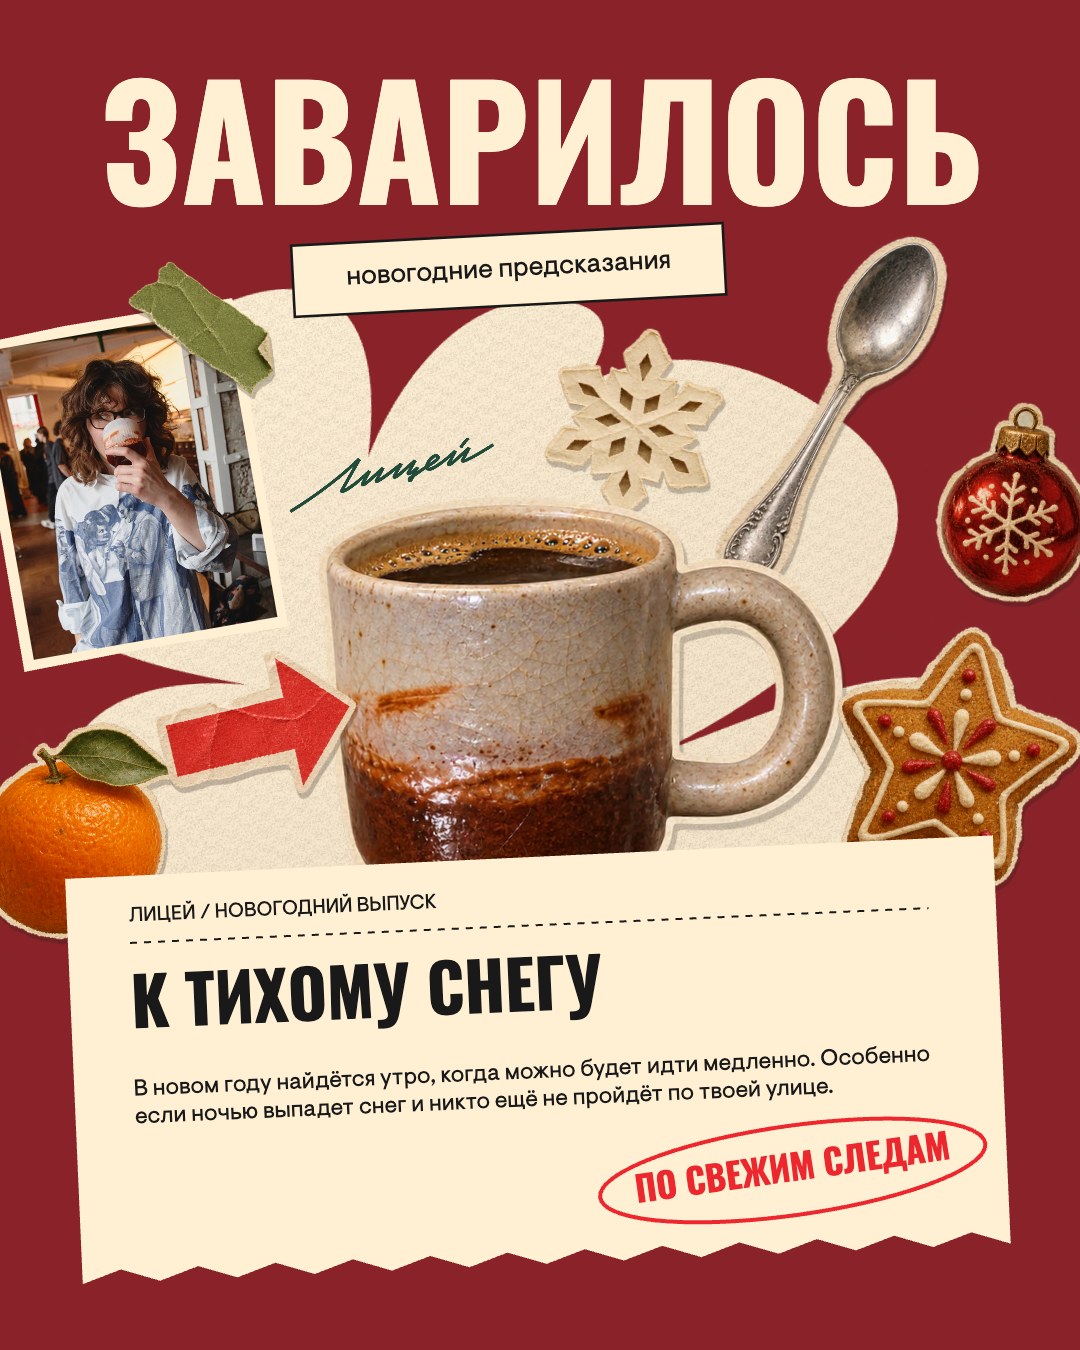 ЗАВАРИЛОСЬ
новогодние предсказания
Лицей
ЛИЦЕЙ / НОВОГОДНИЙ ВЫПУСК
К ТИХОМУ СНЕГУ
В новом году найдётся утро, когда можно будет идти медленно. Особенно
если ночью выпадет снег и никто ещё не пройдёт по твоей улице.
ПО СВЕЖИМ СЛЕДАМ